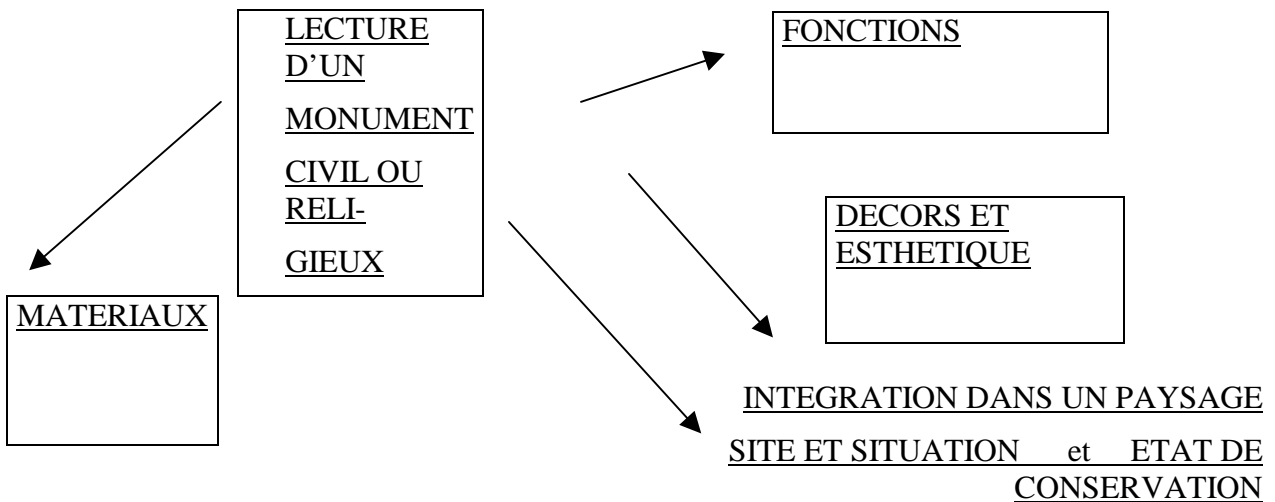 LECTURE
D’UN
MONUMENT
CIVIL OU
RELI-
GIEUX
FONCTIONS
DECORS ET
ESTHETIQUE
MATERIAUX
INTEGRATION DANS UN PAYSAGE
SITE ET SITUATION et ETAT DE
CONSERVATION